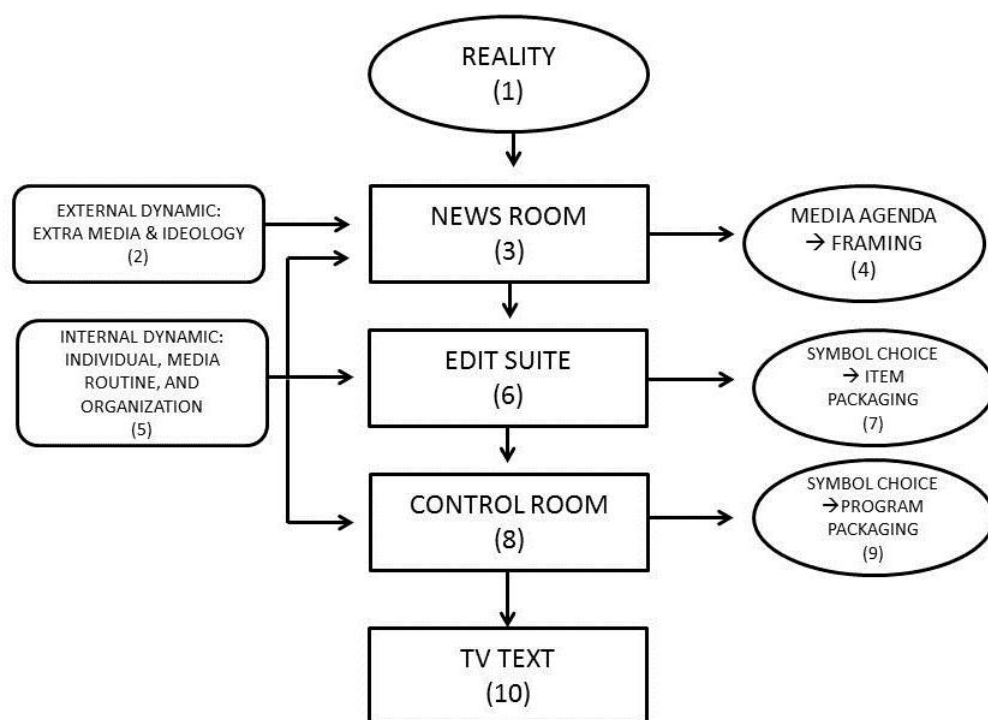 REALITY
(1)
EXTERNAL DYNAMIC:
EXTRA MEDIA & IDEOLOGY
(2)
NEWS ROOM
(3)
MEDIA AGENDA
→ FRAMING
(4)
INTERNAL DYNAMIC:
INDIVIDUAL, MEDIA
ROUTINE, AND
ORGANIZATION
(5)
EDIT SUITE
(6)
SYMBOL CHOICE
→ ITEM
PACKAGING
(7)
CONTROL ROOM
(8)
SYMBOL CHOICE
→PROGRAM
PACKAGING
(9)
TV TEXT
(10)